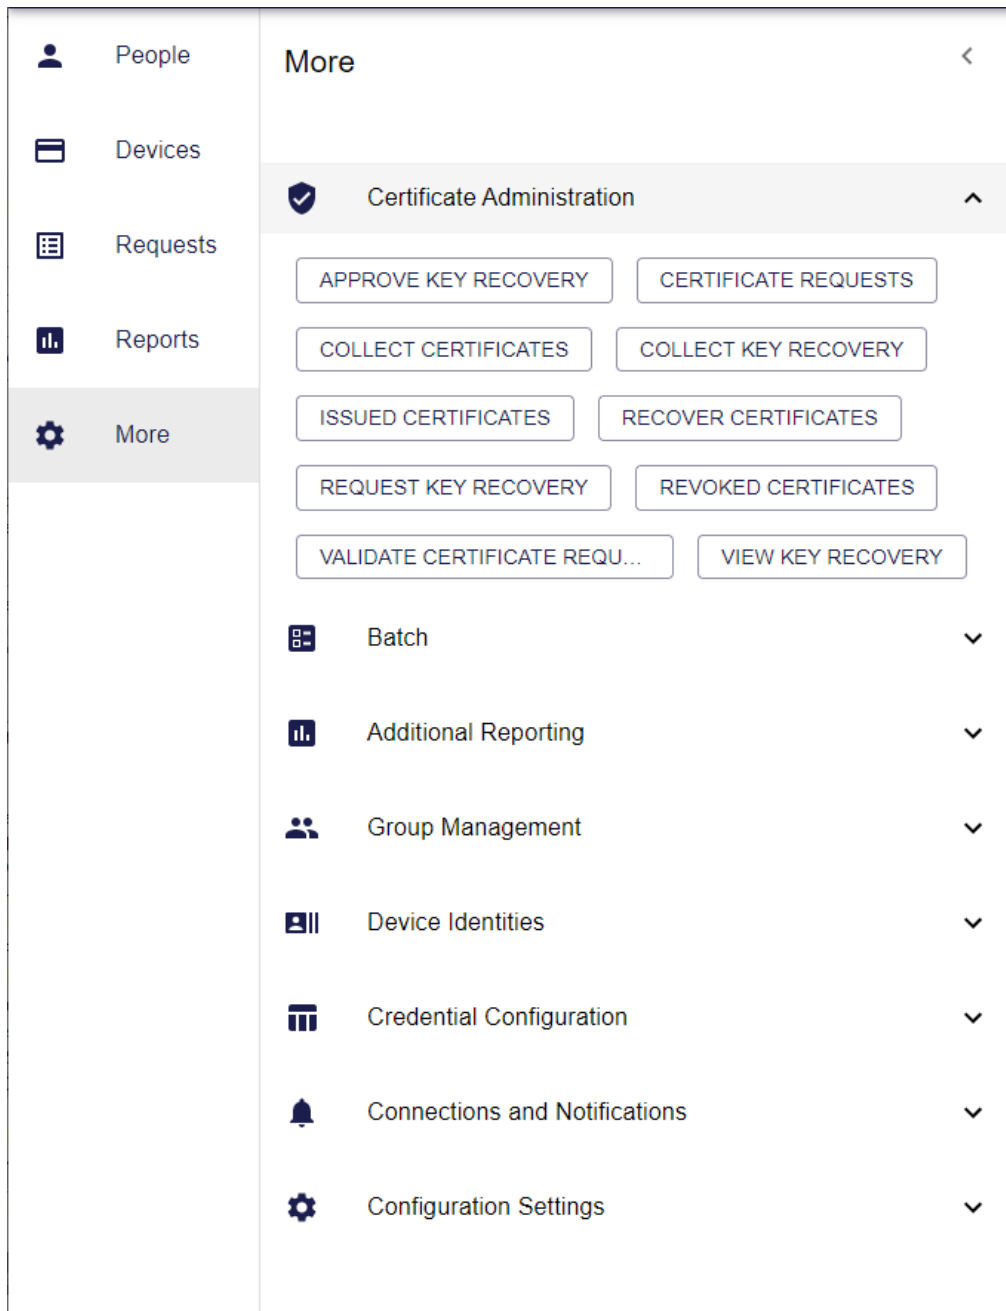 People
Devices
Requests
Reports
More
More
Certificate Administration
APPROVE KEY RECOVERY
CERTIFICATE REQUESTS
COLLECT CERTIFICATES
COLLECT KEY RECOVERY
ISSUED CERTIFICATES
RECOVER CERTIFICATES
REQUEST KEY RECOVERY
REVOKED CERTIFICATES
VALIDATE CERTIFICATE REQU...
VIEW KEY RECOVERY
Batch
Additional Reporting
Group Management
Device Identities
Credential Configuration
Connections and Notifications
Configuration Settings